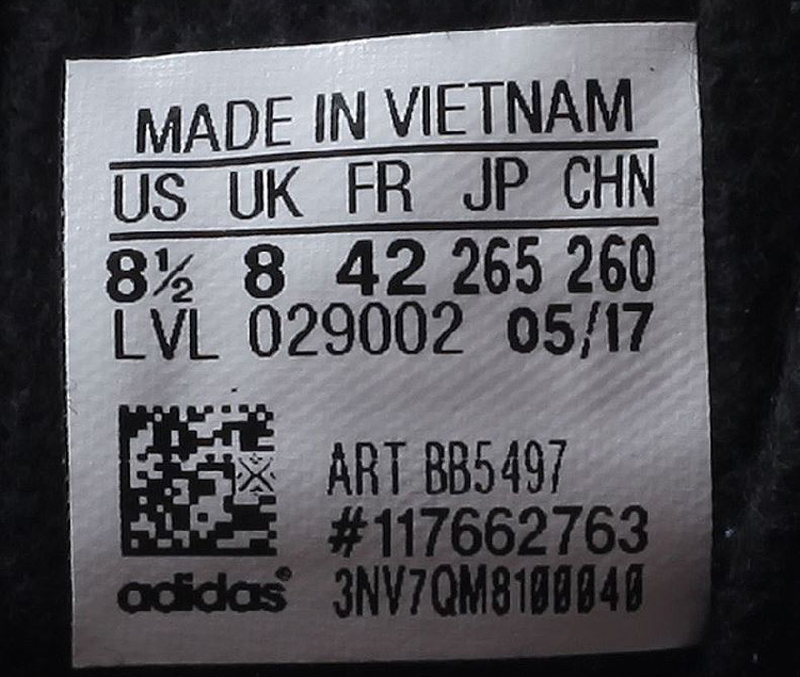 MADE IN VIETNAM
US UK FR JP CHN
8½ 8 42 265 260
LVL 029002 05/17
ART BB5497
#117662763
adidas® 3NV7QM8100040